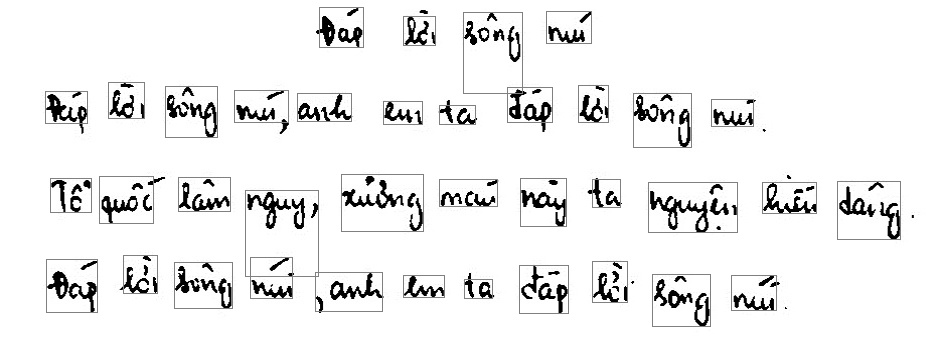 Đáp lời sông núi
Đáp lời sông núi, anh em ta đáp lời sông núi.
Tổ quốc lâm nguy, xương máu này ta nguyện hiến dâng.
Đáp lời sông núi, anh em ta đáp lời sông núi.